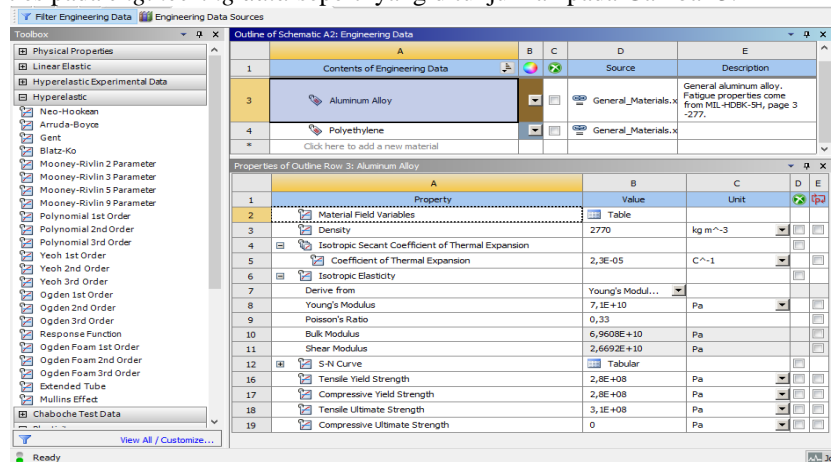 Filter Engineering Data Engineering Data Sources
Toolbox
Physical Properties
Linear Elastic
Hyperelastic Experimental Data
Hyperelastic
Neo-Hookean
Arruda-Boyce
Gent
Blatz-Ko
Mooney-Rivlin 2 Parameter
Mooney-Rivlin 3 Parameter
Mooney-Rivlin 5 Parameter
Mooney-Rivlin 9 Parameter
Polynomial 1st Order
Polynomial 2nd Order
Polynomial 3rd Order
Yeoh 1st Order
Yeoh 2nd Order
Yeoh 3rd Order
Ogden 1st Order
Ogden 2nd Order
Ogden 3rd Order
Response Function
Ogden Foam 1st Order
Ogden Foam 2nd Order
Ogden Foam 3rd Order
Extended Tube
Mullins Effect
Chaboche Test Data
View All / Customize...
Ready
Outline of Schematic A2: Engineering Data
A B C D E
1 Contents of Engineering Data Source Description
3 Aluminum Alloy General_Materials.x
General aluminum alloy.
Fatigue properties come
from MIL-HDBK-5H, page 3
-277.
4 Polyethylene General_Materials.x
* Click here to add a new material
Properties of Outline Row 3: Aluminum Alloy
A B C D E
1 Property Value Unit
2 Material Field Variables Table
3 Density 2770 kg m^-3
4 Isotropic Secant Coefficient of Thermal Expansion
5 Coefficient of Thermal Expansion 2,3E-05 C^-1
6 Isotropic Elasticity
7 Derive from Young's Modul...
8 Young's Modulus 7,1E+10 Pa
9 Poisson's Ratio 0,33
10 Bulk Modulus 6,9608E+10 Pa
11 Shear Modulus 2,6692E+10 Pa
12 S-N Curve Tabular
16 Tensile Yield Strength 2,8E+08 Pa
17 Compressive Yield Strength 2,8E+08 Pa
18 Tensile Ultimate Strength 3,1E+08 Pa
19 Compressive Ultimate Strength 0 Pa